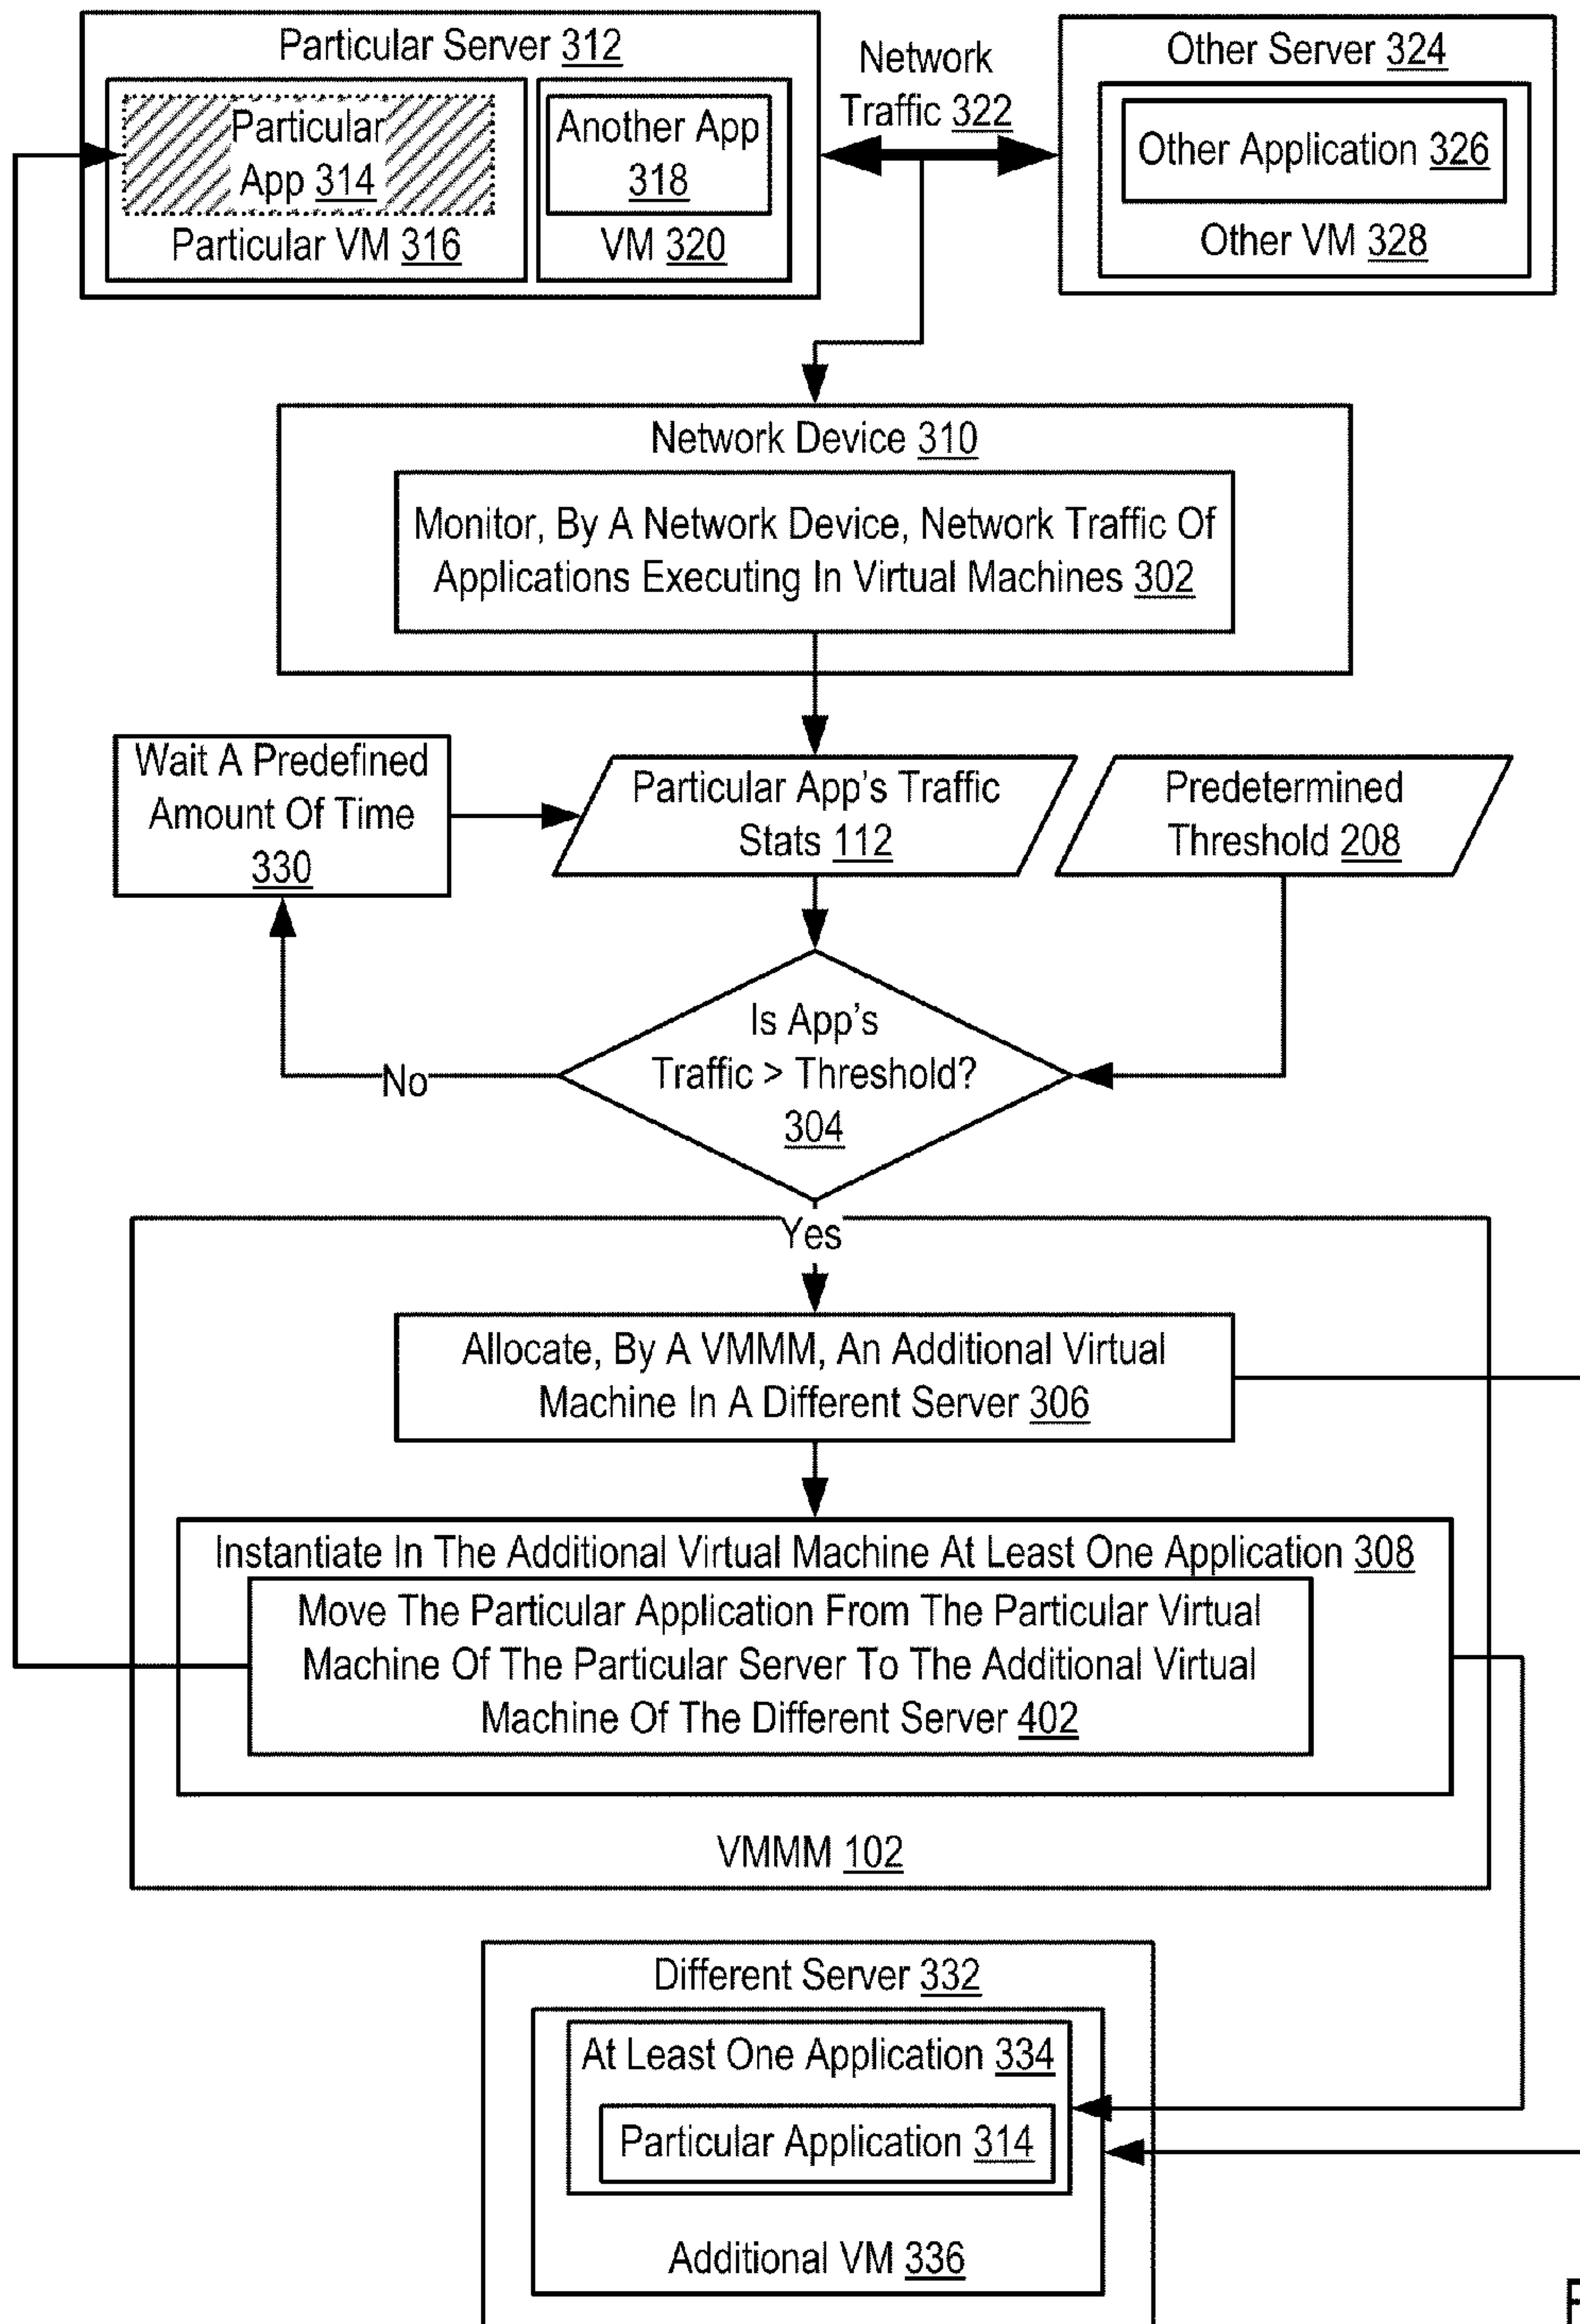 Particular Server 312
Particular
App 314
Particular VM 316
Another App
318
VM 320
Network
Traffic 322
Other Server 324
Other Application 326
Other VM 328
Network Device 310
Monitor, By A Network Device, Network Traffic Of
Applications Executing In Virtual Machines 302
Wait A Predefined
Amount Of Time
330
Particular App's Traffic
Stats 112
Predetermined
Threshold 208
Is App's
Traffic > Threshold?
304
No
Yes
Allocate, By A VMMM, An Additional Virtual
Machine In A Different Server 306
Instantiate In The Additional Virtual Machine At Least One Application 308
Move The Particular Application From The Particular Virtual
Machine Of The Particular Server To The Additional Virtual
Machine Of The Different Server 402
VMMM 102
Different Server 332
At Least One Application 334
Particular Application 314
Additional VM 336